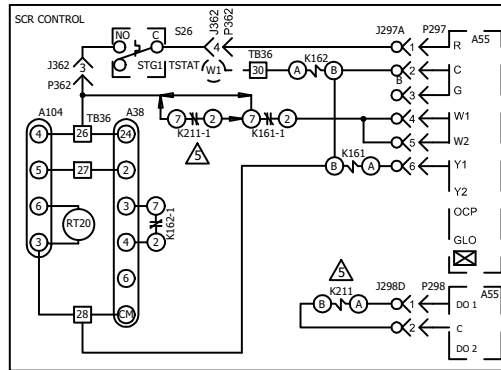 SCR CONTROL
NO C S26 J362 P362 J297A P297 A55
4 TB36 K162 1 R
J362 3 STG1 TSTAT W1 30 A B 2 C
P362 B
3 G
A104 TB36 A38 7 2 7 2 4 W1
4 26 24 K211-1 K161-1
5 K161 5 W2
5 27 2 B A 6 Y1
Y2
6 RT20 3 7 K162-1 OCP
3 4 2 5 GLO
6 K211 J298D P298 A55
B A 1 DO 1
28 CM 2 C
DO 2